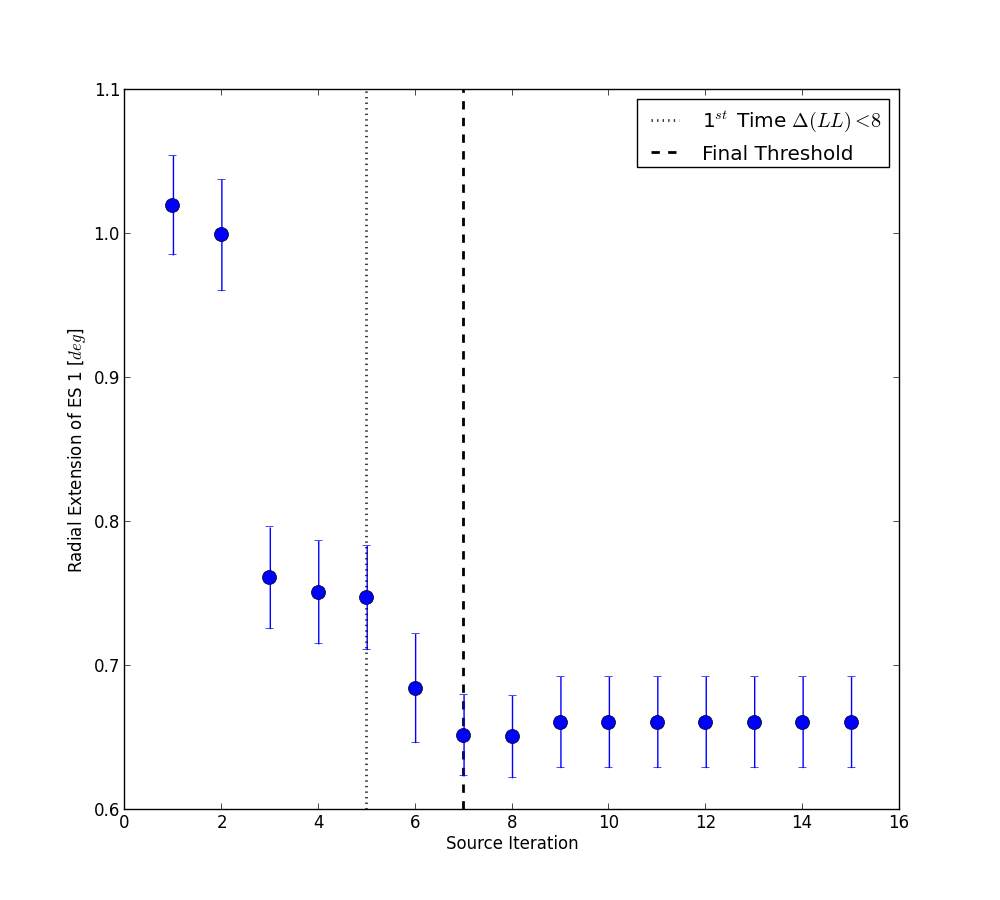 1.1
1.0
0.9
0.8
0.7
0.6
Radial Extension of ES 1 [deg]
1st Time Δ(LL) <8
Final Threshold
0 2 4 6 8 10 12 14 16
Source Iteration